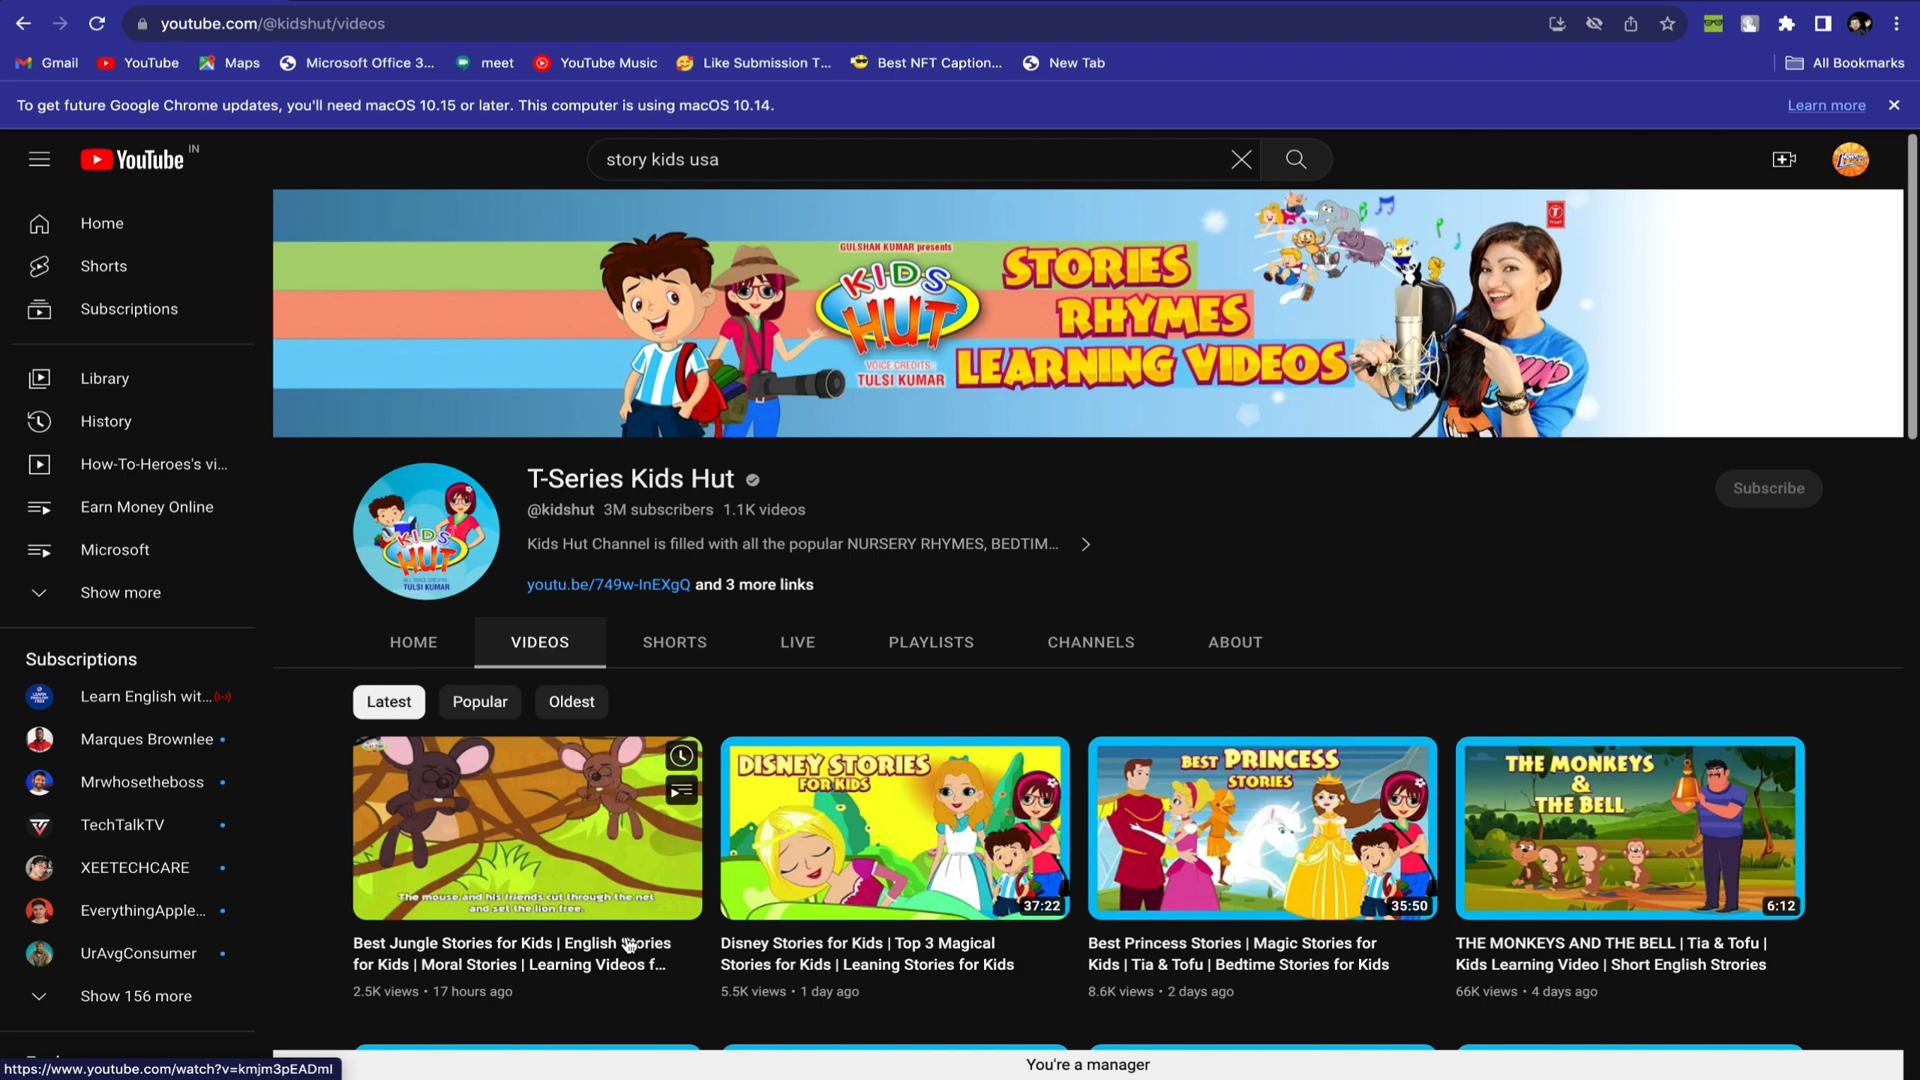 youtube.com/@kidshut/videos
Gmail YouTube Maps Microsoft Office 3... meet YouTube Music Like Submission T... Best NFT Caption... New Tab All Bookmarks
To get future Google Chrome updates, you'll need macOS 10.15 or later. This computer is using macOS 10.14. Learn more
YouTube IN
story kids usa
Home
Shorts
Subscriptions
Library
History
How-To-Heroes's vi...
Earn Money Online
Microsoft
Show more
Subscriptions
Learn English wit...
Marques Brownlee
Mrwhosetheboss
TechTalkTV
XEETECHCARE
EverythingApple...
UrAvgConsumer
Show 156 more
GULSHAN KUMAR presents
KIDS
HUT
VOICE CREDITS
TULSI KUMAR
STORIES
RHYMES
LEARNING VIDEOS
T
KIDS
HUT
ALL VOICE CREDITS
TULSI KUMAR
T-Series Kids Hut
@kidshut 3M subscribers 1.1K videos
Kids Hut Channel is filled with all the popular NURSERY RHYMES, BEDTIM...
youtu.be/749w-InEXgQ and 3 more links
Subscribe
HOME VIDEOS SHORTS LIVE PLAYLISTS CHANNELS ABOUT
Latest Popular Oldest
The mouse and his friends cut through the net
and set the lion free.
Best Jungle Stories for Kids | English Stories
for Kids | Moral Stories | Learning Videos f...
2.5K views • 17 hours ago
DISNEY STORIES
FOR KIDS
37:22
Disney Stories for Kids | Top 3 Magical
Stories for Kids | Leaning Stories for Kids
5.5K views • 1 day ago
BEST PRINCESS
STORIES
35:50
Best Princess Stories | Magic Stories for
Kids | Tia & Tofu | Bedtime Stories for Kids
8.6K views • 2 days ago
THE MONKEYS
&
THE BELL
6:12
THE MONKEYS AND THE BELL | Tia & Tofu |
Kids Learning Video | Short English Strories
66K views • 4 days ago
https://www.youtube.com/watch?v=kmjm3pEADmI
You're a manager